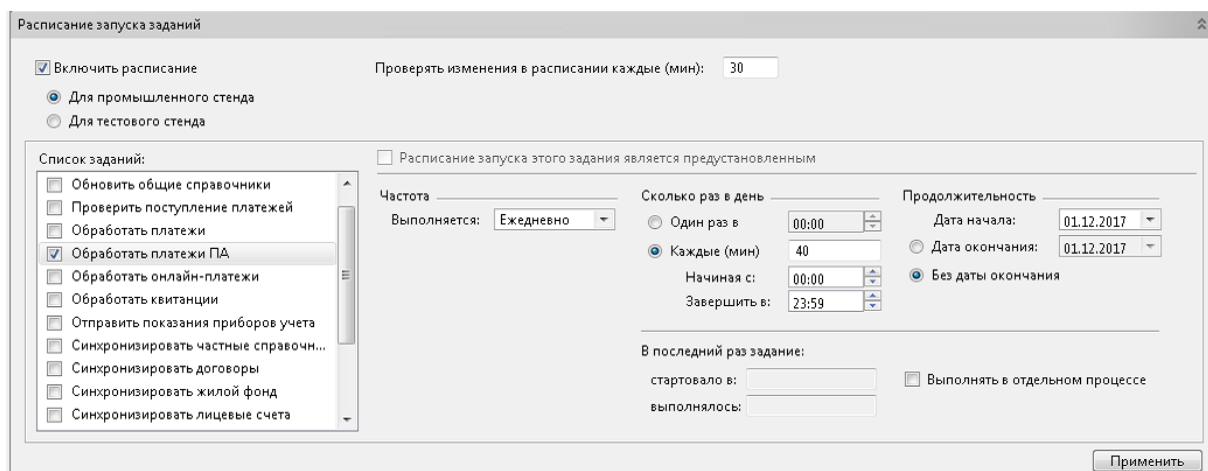 Расписание запуска заданий
Включить расписание
Проверять изменения в расписании каждые (мин): 30
Для промышленного стенда
Для тестового стенда
Список заданий:
Обновить общие справочники
Проверить поступление платежей
Обработать платежи
Обработать платежи ПА
Обработать онлайн-платежи
Обработать квитанции
Отправить показания приборов учета
Синхронизировать частные справочн...
Синхронизировать договоры
Синхронизировать жилой фонд
Синхронизировать лицевые счета
Расписание запуска этого задания является предустановленным
Частота
Выполняется: Ежедневно
Сколько раз в день
Один раз в 00:00
Каждые (мин) 40
Начиная с: 00:00
Завершить в: 23:59
Продолжительность
Дата начала: 01.12.2017
Дата окончания: 01.12.2017
Без даты окончания
В последний раз задание:
стартовало в:
выполнялось:
Выполнять в отдельном процессе
Применить